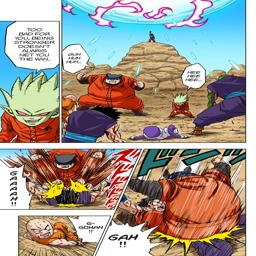 TOO
BAD FOR
YOU, BEING
STRONGER
DOESN'T
ALWAYS
NET YOU
THE WIN.
GUH
HUH
HUH..
HEE
HEE
HEE..
GAAAH
!!
G-
GOHAN
!!
GAH
!!